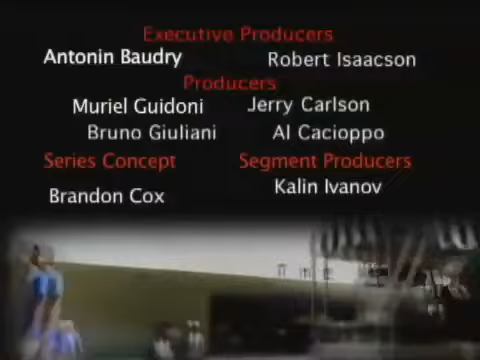 Executive Producers
Antonin Baudry Robert Isaacson
Producers
Muriel Guidoni Jerry Carlson
Bruno Giuliani Al Cacioppo
Series Concept Segment Producers
Brandon Cox Kalin Ivanov